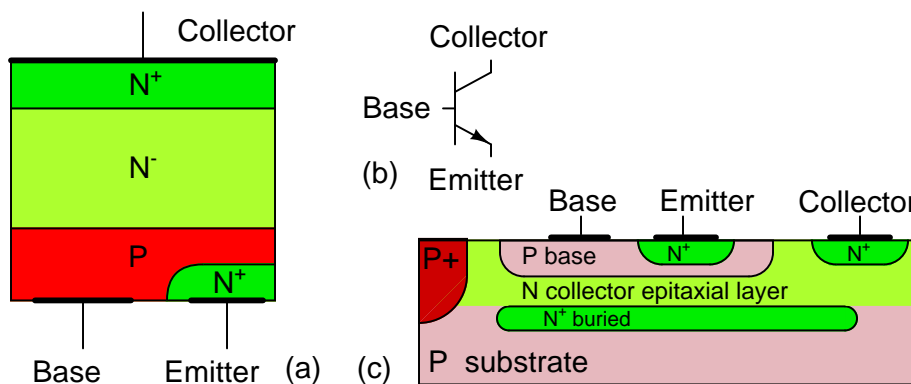 Collector
N+
N-
P
N+
Base
Emitter
(a)
Collector
Base
Emitter
(b)
Base
Emitter
Collector
P+
P base
N+
N+
N collector epitaxial layer
N+ buried
P substrate
(c)